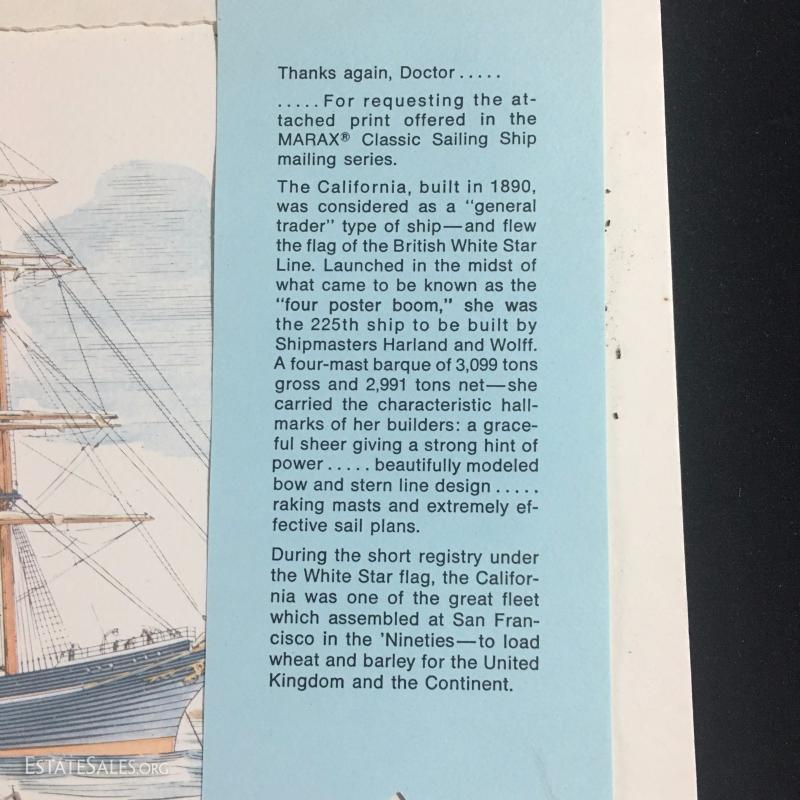 Thanks again, Doctor.....
.....For requesting the at-
tached print offered in the
MARAX® Classic Sailing Ship
mailing series.
The California, built in 1890,
was considered as a "general
trader" type of ship—and flew
the flag of the British White Star
Line. Launched in the midst of
what came to be known as the
"four poster boom," she was
the 225th ship to be built by
Shipmasters Harland and Wolff.
A four-mast barque of 3,099 tons
gross and 2,991 tons net—she
carried the characteristic hall-
marks of her builders: a grace-
ful sheer giving a strong hint of
power..... beautifully modeled
bow and stern line design.....
raking masts and extremely ef-
fective sail plans.
During the short registry under
the White Star flag, the Califor-
nia was one of the great fleet
which assembled at San Fran-
cisco in the 'Nineties—to load
wheat and barley for the United
Kingdom and the Continent.
ESTATESALES.ORG